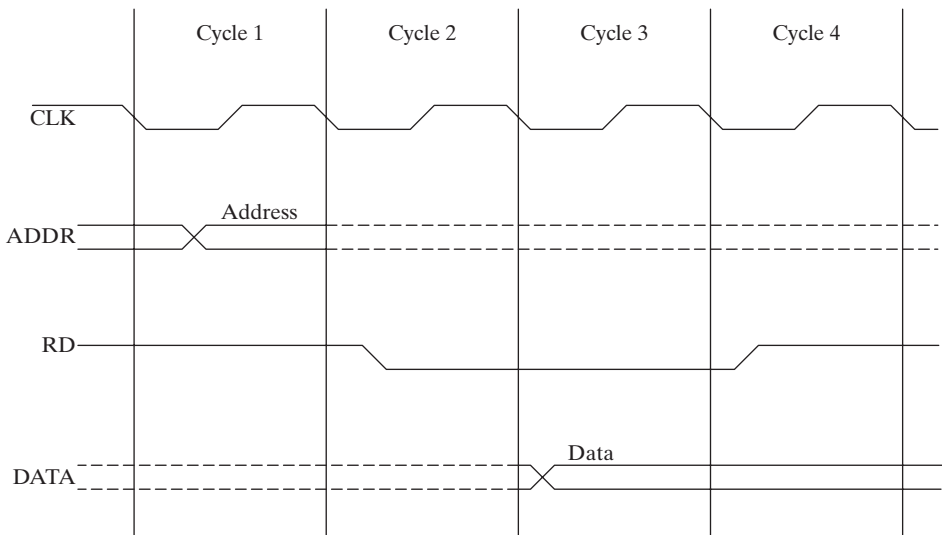 Cycle 1 Cycle 2 Cycle 3 Cycle 4
CLK
Address
ADDR
RD
Data
DATA